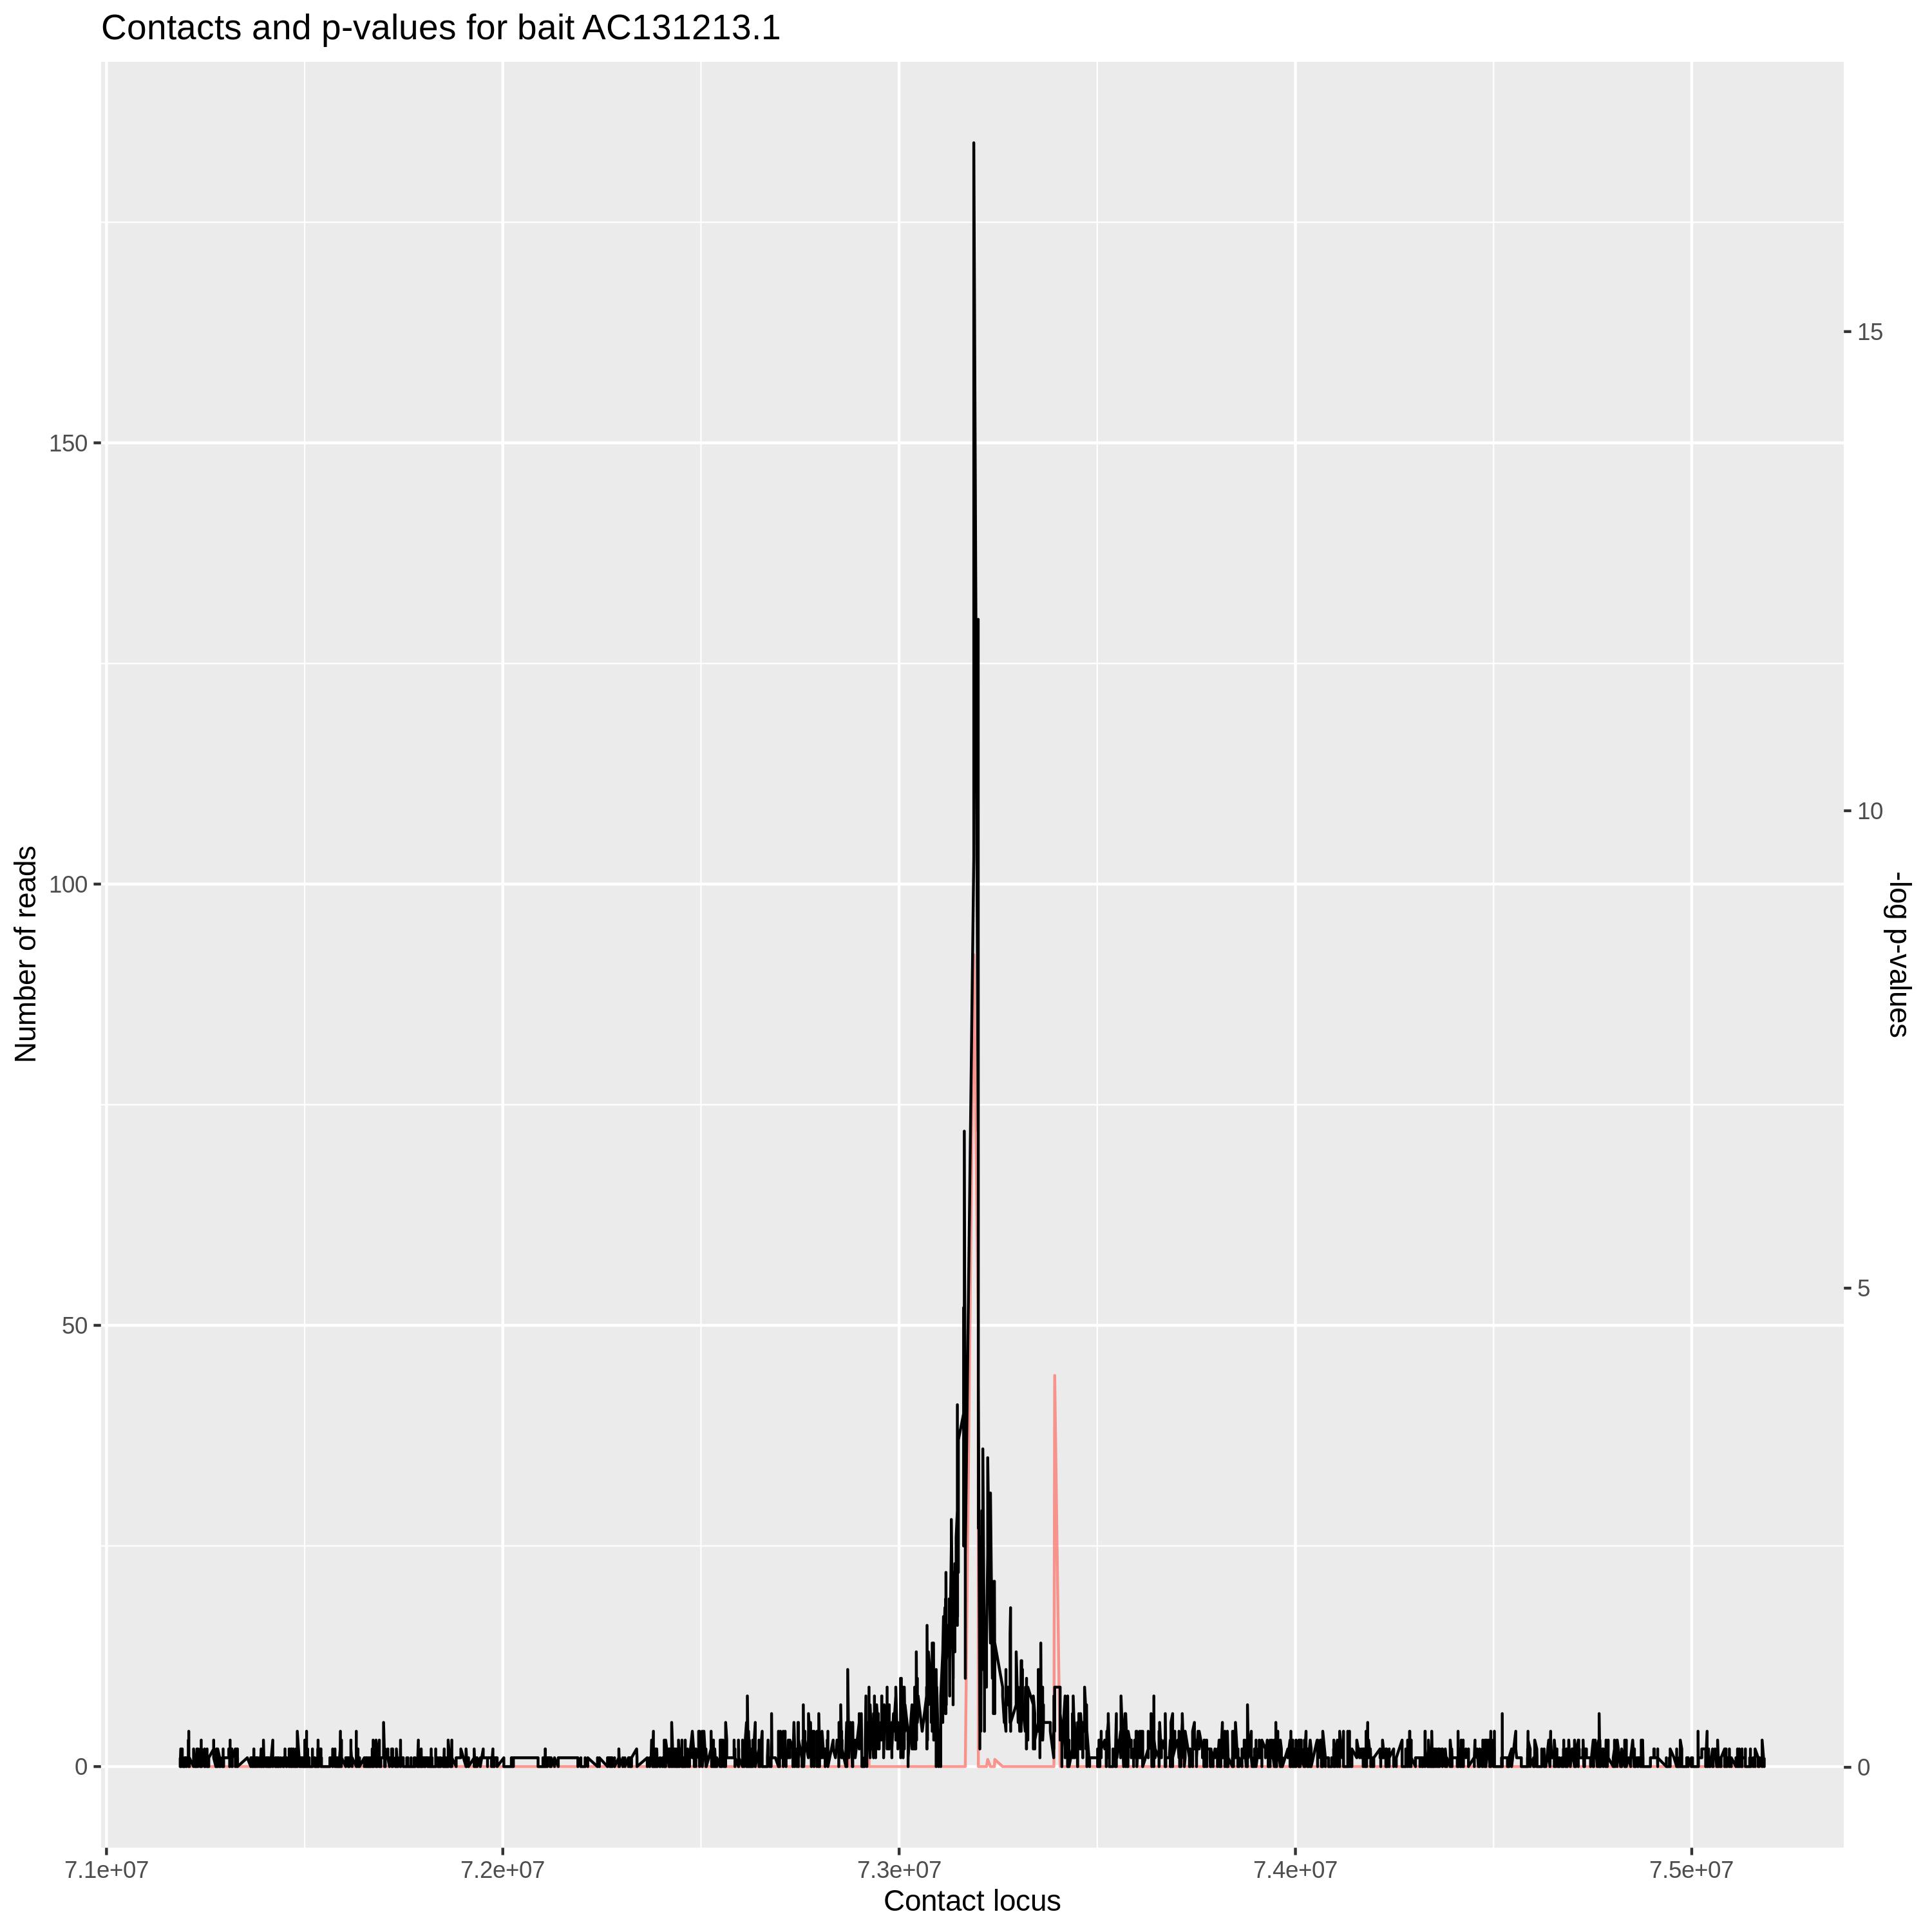 Contacts and p-values for bait AC131213.1
Number of reads
150
100
50
0
15
10
5
0
-log p-values
7.1e+07
7.2e+07
7.3e+07
7.4e+07
7.5e+07
Contact locus